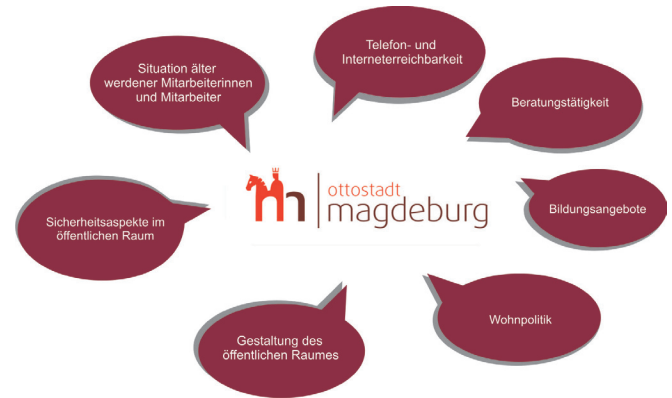 Telefon- und
Interneterreichbarkeit
Situation älter
werdener Mitarbeiterinnen
und Mitarbeiter
Beratungstätigkeit
ottostadt
magdeburg
Sicherheitsaspekte im
öffentlichen Raum
Bildungsangebote
Wohnpolitik
Gestaltung des
öffentlichen Raumes